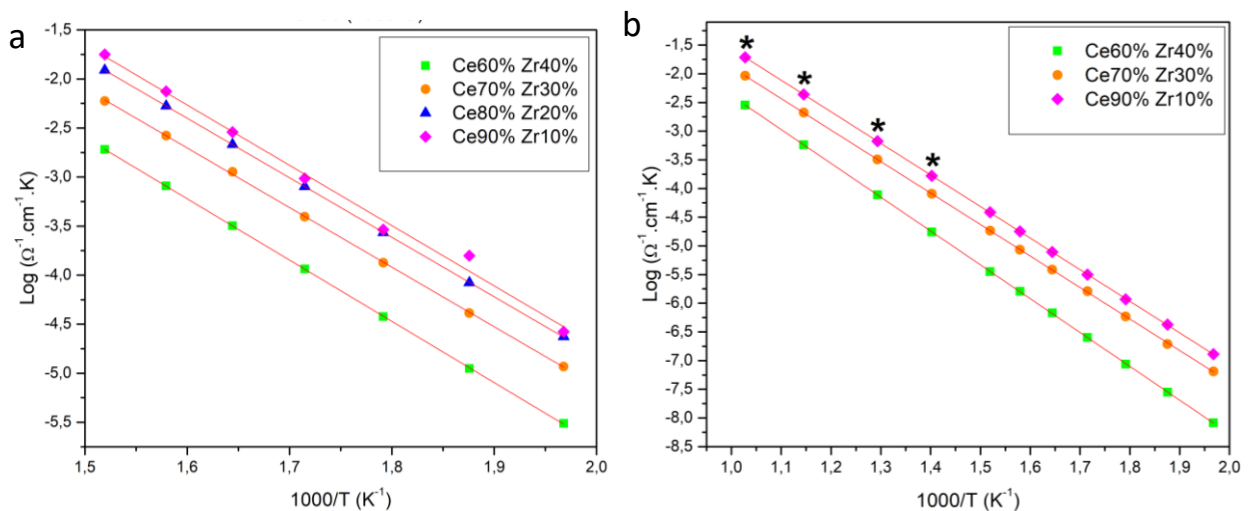 a
Ce60% Zr40%
Ce70% Zr30%
Ce80% Zr20%
Ce90% Zr10%
-1,5
-2,0
-2,5
-3,0
-3,5
-4,0
-4,5
-5,0
-5,5
Log (Ω⁻¹.cm⁻¹.K)
1,5 1,6 1,7 1,8 1,9 2,0
1000/T (K⁻¹)
b
Ce60% Zr40%
Ce70% Zr30%
Ce90% Zr10%
* * * *
-1,5
-2,0
-2,5
-3,0
-3,5
-4,0
-4,5
-5,0
-5,5
-6,0
-6,5
-7,0
-7,5
-8,0
-8,5
Log (Ω⁻¹.cm⁻¹.K)
1,0 1,1 1,2 1,3 1,4 1,5 1,6 1,7 1,8 1,9 2,0
1000/T (K⁻¹)